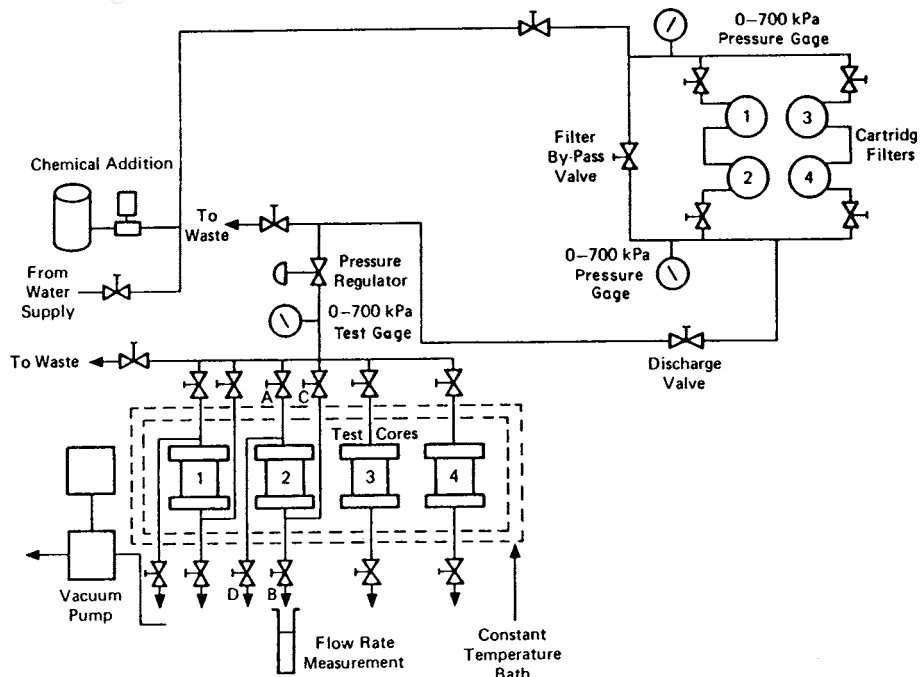 0–700 kPa
Pressure Gage
1
3
Filter
By-Pass
Valve
Cartridg
Filters
2
4
Chemical Addition
To
Waste
From
Water
Supply
Pressure
Regulator
0–700 kPa
Test Gage
0–700 kPa
Pressure
Gage
To Waste
Discharge
Valve
A
C
Test Cores
1
2
3
4
Vacuum
Pump
D
B
Flow Rate
Measurement
Constant
Temperature
Bath